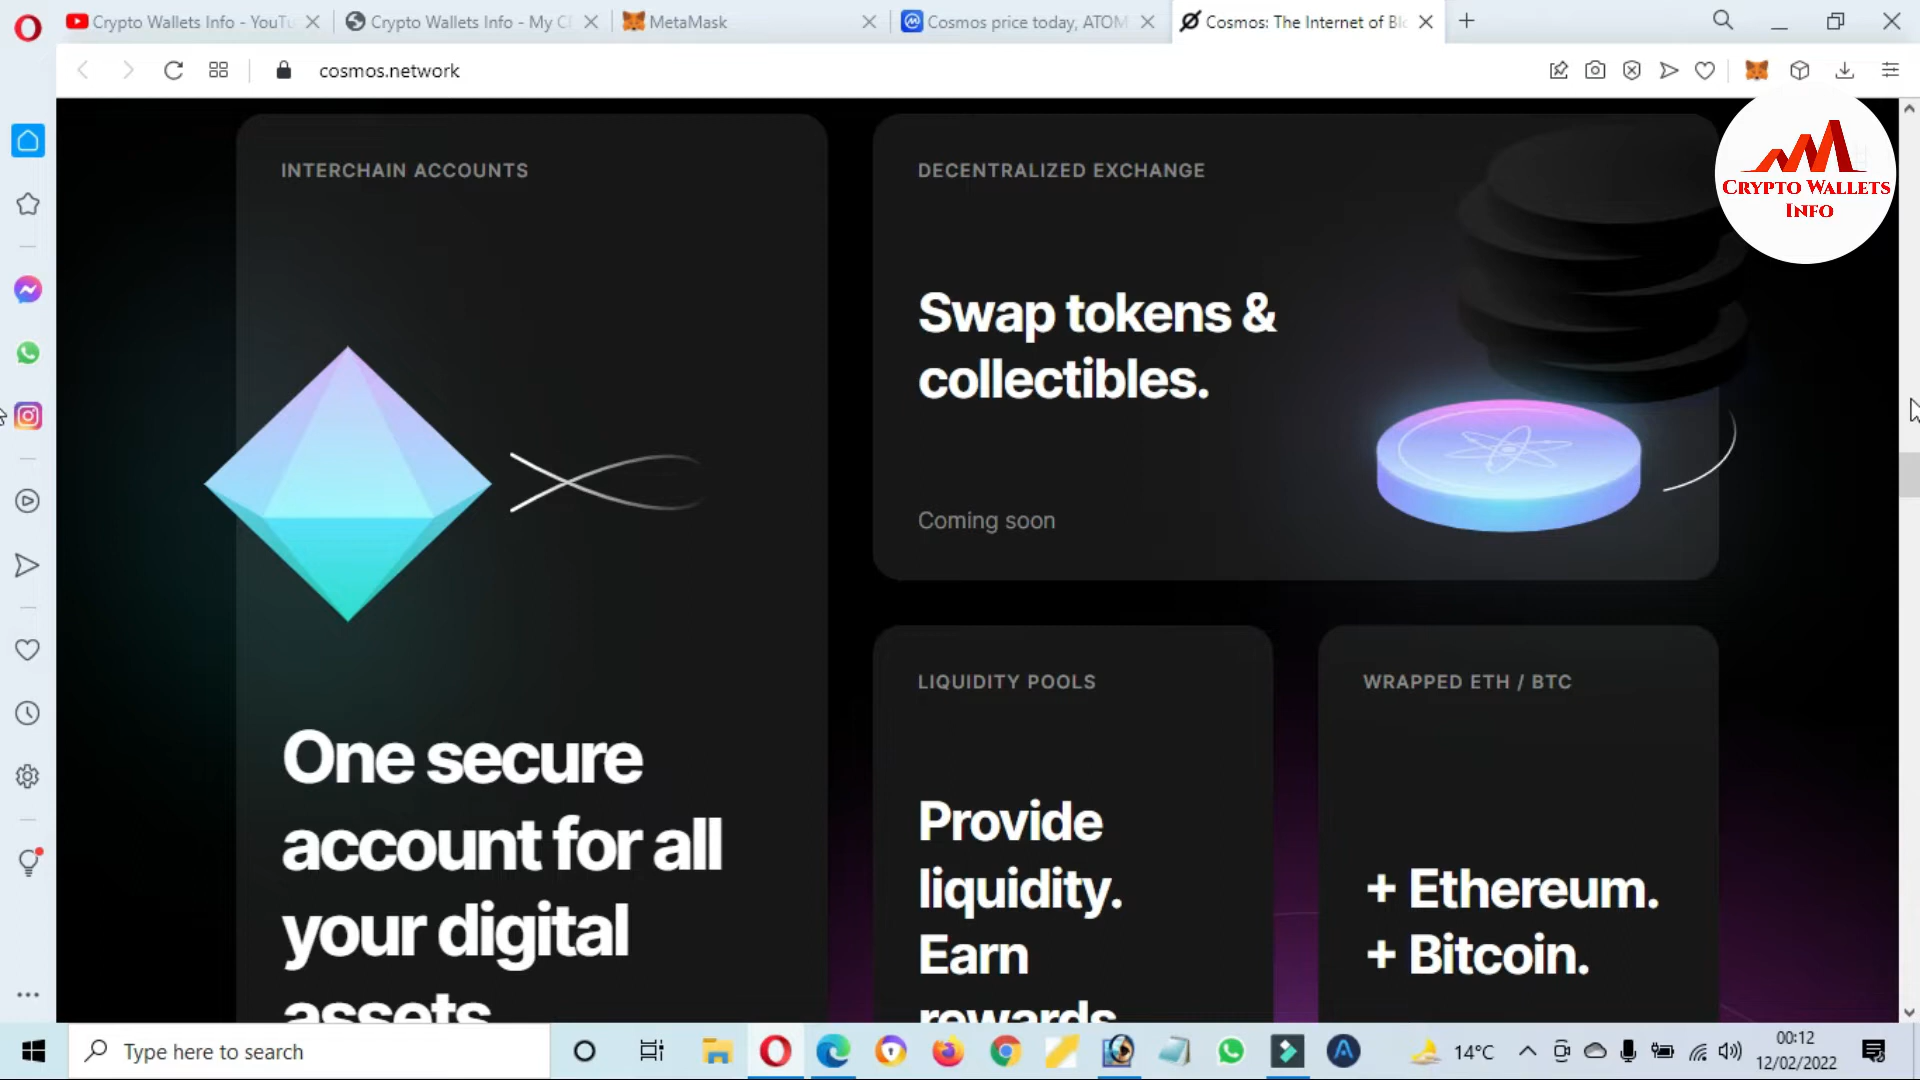 Crypto Wallets Info - YouTu
Crypto Wallets Info - My C
MetaMask
Cosmos price today, ATOM
Cosmos: The Internet of Blo
cosmos.network
CRYPTO WALLETS
INFO
INTERCHAIN ACCOUNTS
One secure
account for all
your digital
assets
DECENTRALIZED EXCHANGE
Swap tokens &
collectibles.
Coming soon
LIQUIDITY POOLS
Provide
liquidity.
Earn
rewards
WRAPPED ETH / BTC
+ Ethereum.
+ Bitcoin.
Type here to search
14°C
00:12
12/02/2022